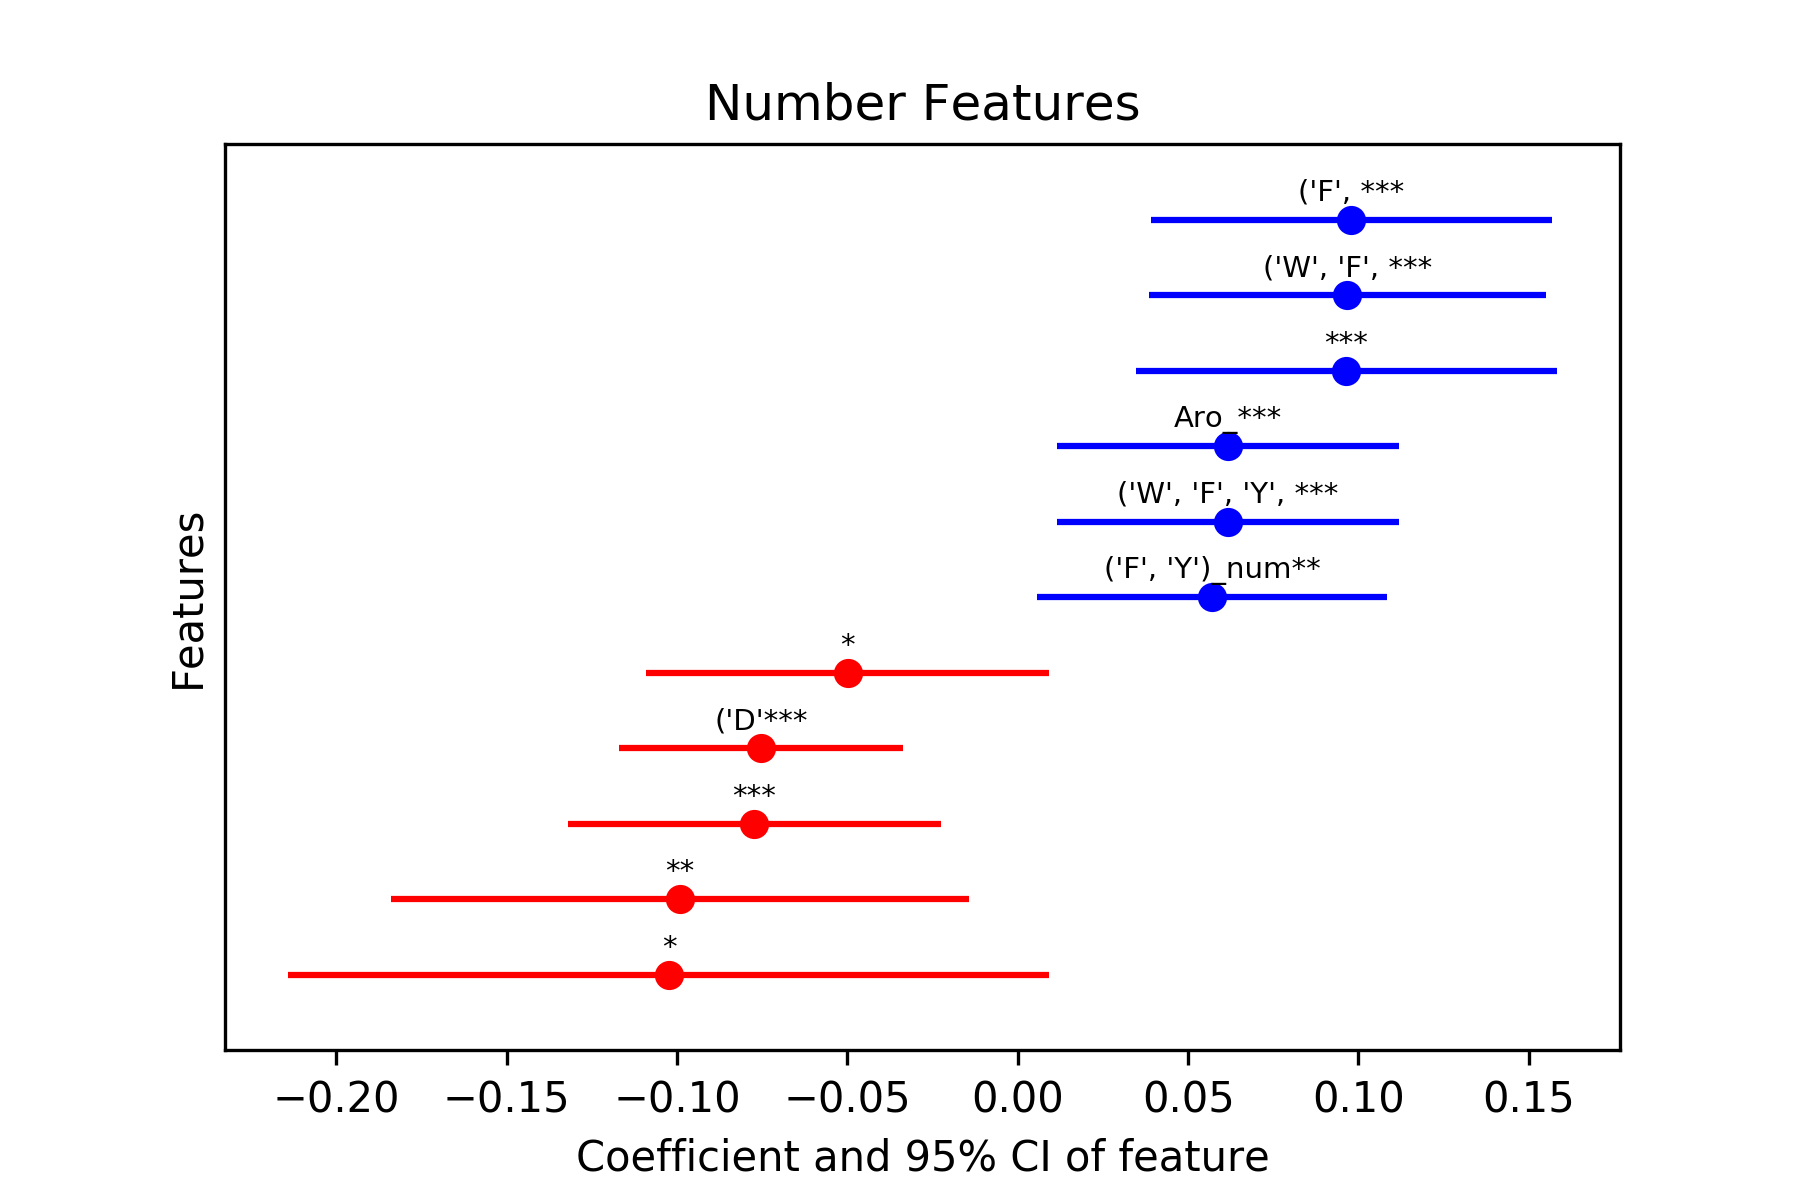 Number Features
('F', ***
('W', 'F', ***
***
Aro_***
('W', 'F', 'Y', ***
('F', 'Y')_num**
*
('D'***
***
**
*
Features
−0.20 −0.15 −0.10 −0.05 0.00 0.05 0.10 0.15
Coefficient and 95% CI of feature